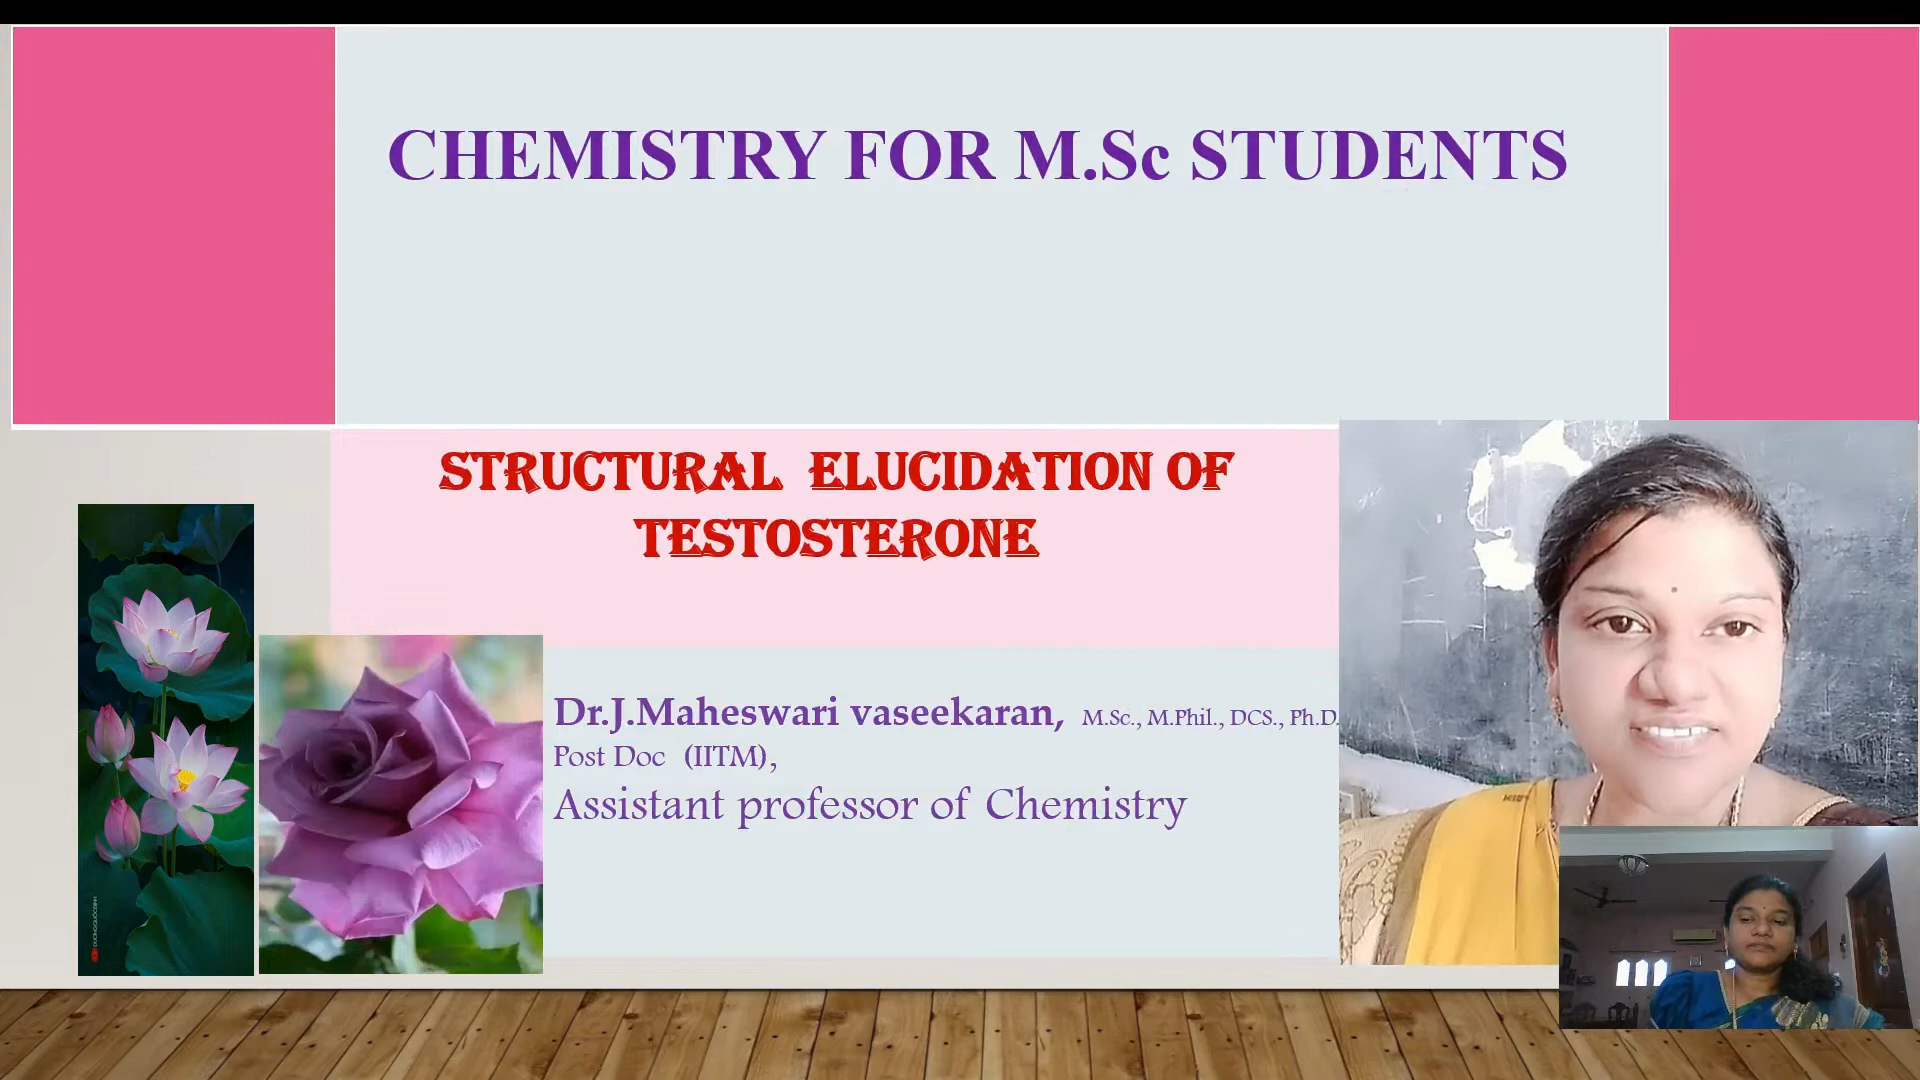 CHEMISTRY FOR M.Sc STUDENTS
STRUCTURAL ELUCIDATION OF
TESTOSTERONE
Dr.J.Maheswari vaseekaran, M.Sc., M.Phil., DCS., Ph.D.
Post Doc (IITM),
Assistant professor of Chemistry